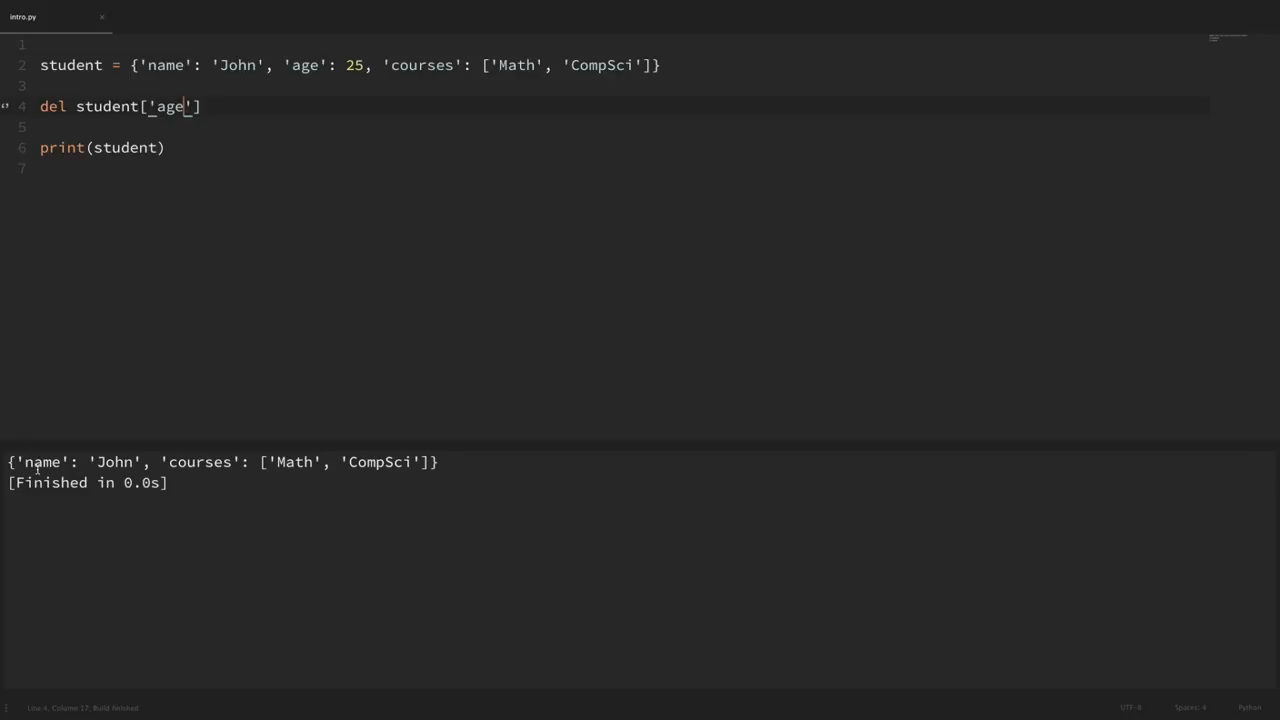 intro.py ×
1
2 student = {'name': 'John', 'age': 25, 'courses': ['Math', 'CompSci']}
3
4 del student['age']
5
6 print(student)
7
{'name': 'John', 'courses': ['Math', 'CompSci']}
[Finished in 0.0s]
Line 4, Column 17; Build finished UTF-8 Spaces: 4 Python